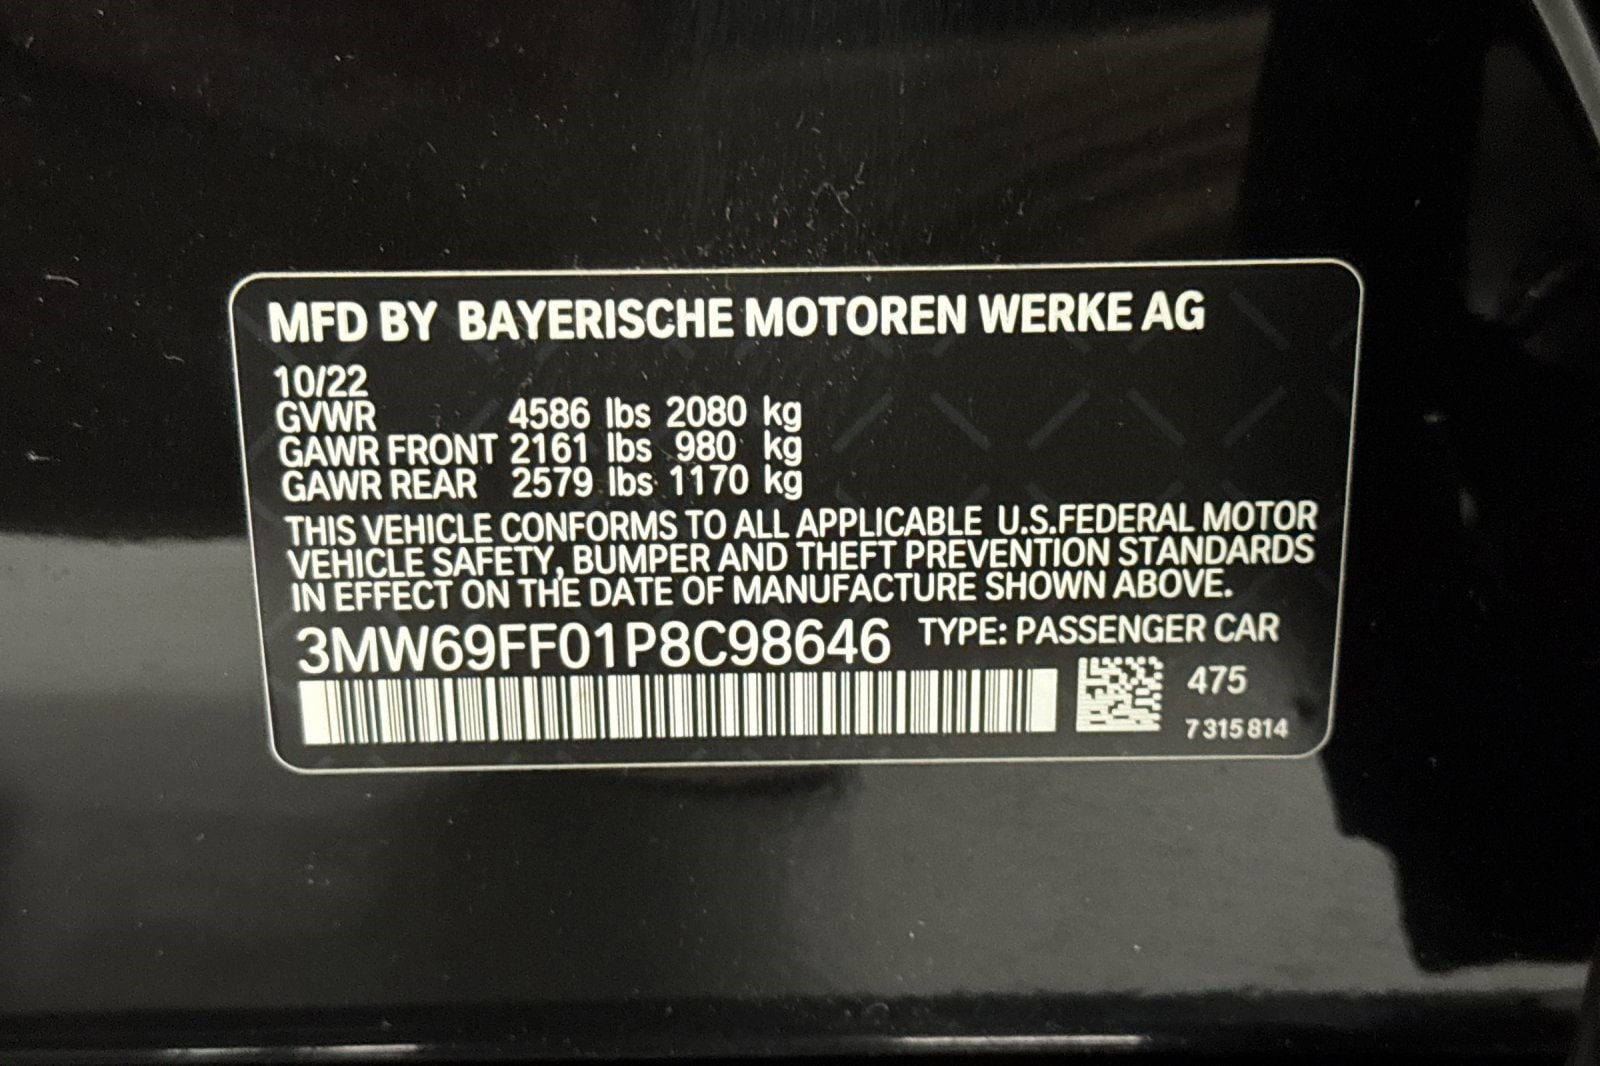 MFD BY BAYERISCHE MOTOREN WERKE AG
10/22
GVWR 4586 lbs 2080 kg
GAWR FRONT 2161 lbs 980 kg
GAWR REAR 2579 lbs 1170 kg
THIS VEHICLE CONFORMS TO ALL APPLICABLE U.S.FEDERAL MOTOR
VEHICLE SAFETY, BUMPER AND THEFT PREVENTION STANDARDS
IN EFFECT ON THE DATE OF MANUFACTURE SHOWN ABOVE.
3MW69FF01P8C98646 TYPE: PASSENGER CAR
475
7 315 814